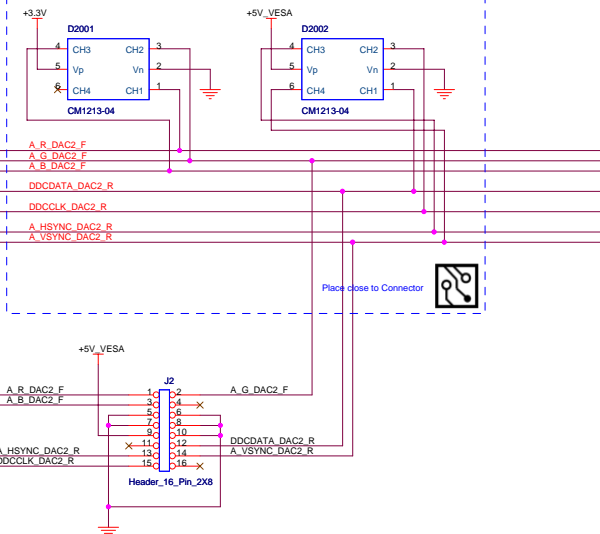 +3.3V
+5V_VESA
D2001
D2002
4 CH3 CH2 3
4 CH3 CH2 3
5 Vp Vn 2
5 Vp Vn 2
6 CH4 CH1 1
6 CH4 CH1 1
CM1213-04
CM1213-04
A_R_DAC2_F
A_G_DAC2_F
A_B_DAC2_F
DDCDATA_DAC2_R
DDCCLK_DAC2_R
A_HSYNC_DAC2_R
A_VSYNC_DAC2_R
Place close to Connector
+5V_VESA
J2
A_R_DAC2_F 1 2 A_G_DAC2_F
A_B_DAC2_F 3 4
5 6
7 8
9 10
11 12 DDCDATA_DAC2_R
A_HSYNC_DAC2_R 13 14 A_VSYNC_DAC2_R
DDCCLK_DAC2_R 15 16
Header_16_Pin_2X8